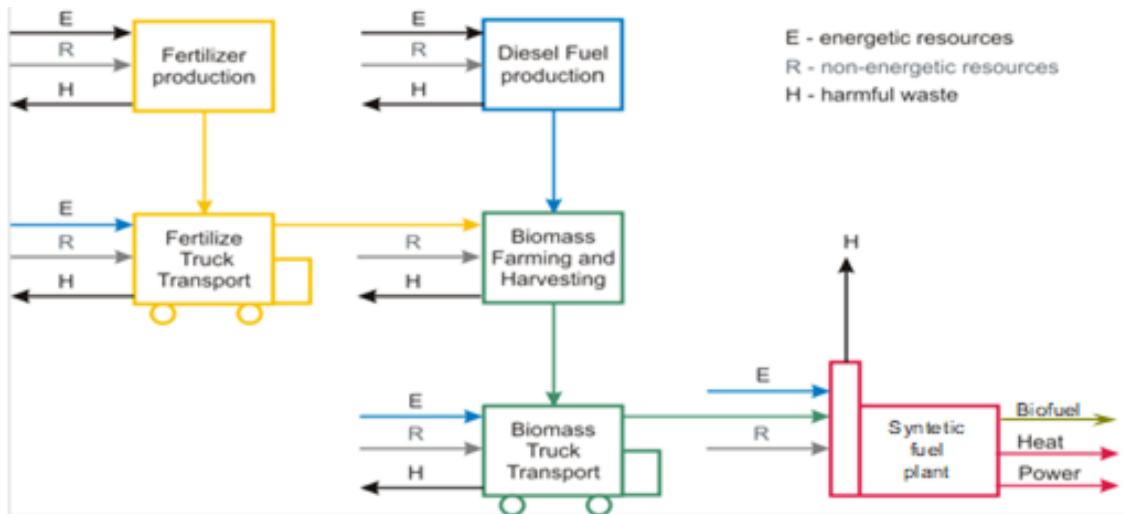 E
R
H
Fertilizer
production
E
R
H
Diesel Fuel
production
E - energetic resources
R - non-energetic resources
H - harmful waste
E
R
H
Fertilize
Truck
Transport
R
H
Biomass
Farming and
Harvesting
H
E
R
H
Biomass
Truck
Transport
E
R
Syntetic
fuel
plant
Biofuel
Heat
Power